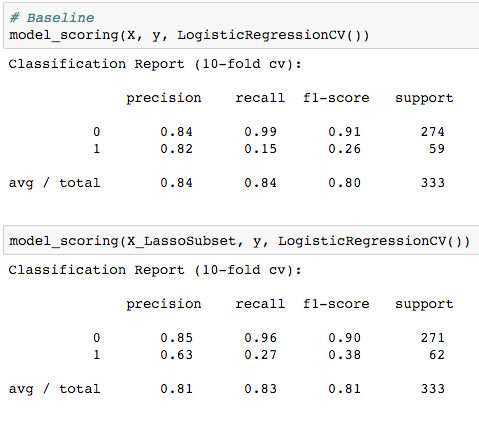 # Baseline
model_scoring(X, y, LogisticRegressionCV())
Classification Report (10-fold cv):
precision recall f1-score support
0 0.84 0.99 0.91 274
1 0.82 0.15 0.26 59
avg / total 0.84 0.84 0.80 333
model_scoring(X_LassoSubset, y, LogisticRegressionCV())
Classification Report (10-fold cv):
precision recall f1-score support
0 0.85 0.96 0.90 271
1 0.63 0.27 0.38 62
avg / total 0.81 0.83 0.81 333